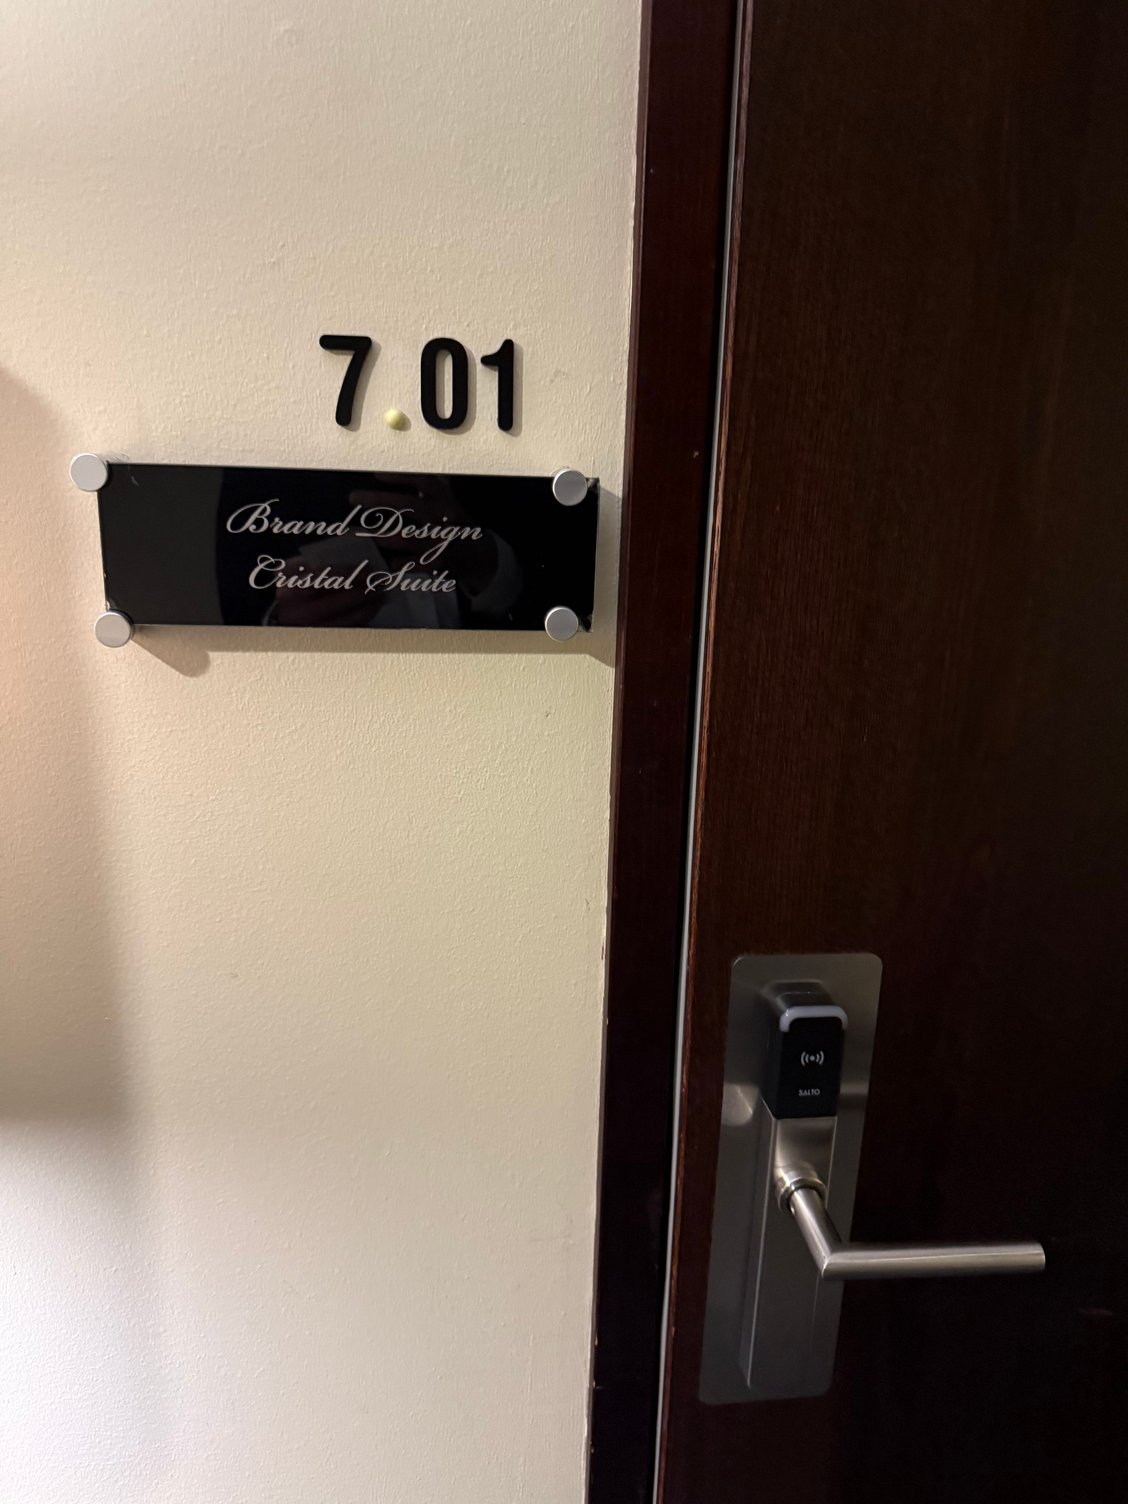 7.01
Brand Design
Cristal Suite
SALTO